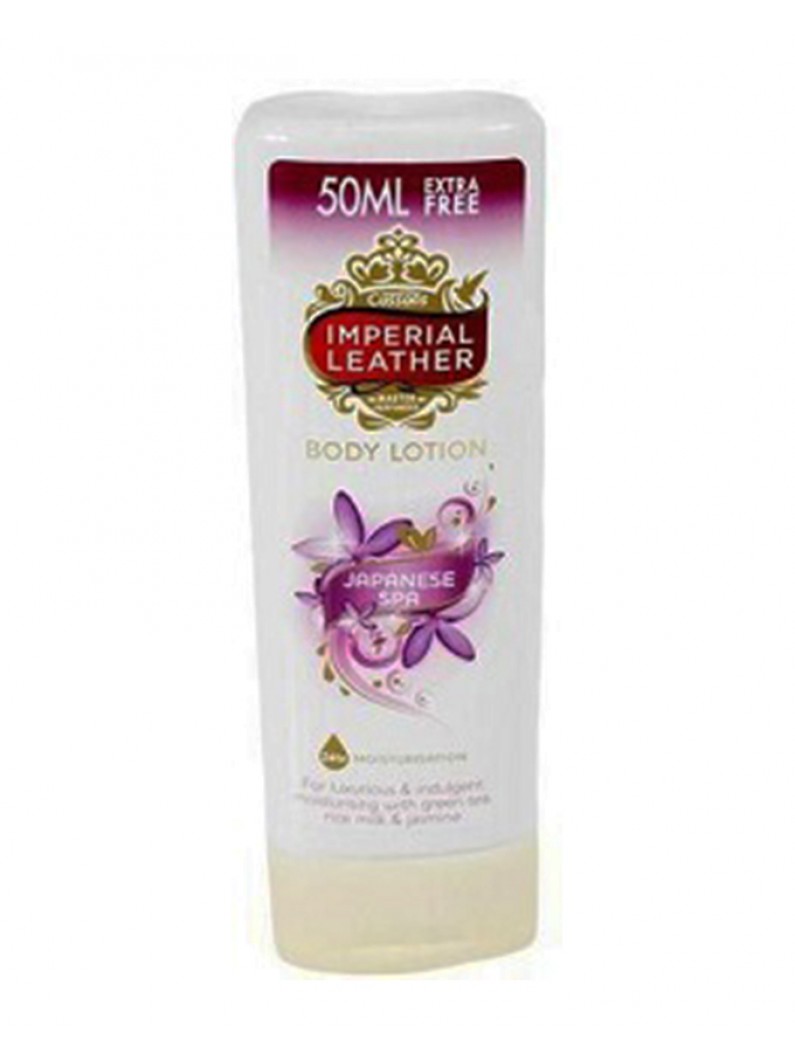 50ML EXTRA
FREE
Cussons
IMPERIAL
LEATHER
BODY LOTION
JAPANESE
SPA
MOISTURISATION
For luxurious & indulgent
moisturising with green tea,
rice milk & jasmine